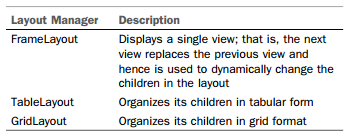 Layout Manager Description
FrameLayout Displays a single view; that is, the next
view replaces the previous view and
hence is used to dynamically change the
children in the layout
TableLayout Organizes its children in tabular form
GridLayout Organizes its children in grid format